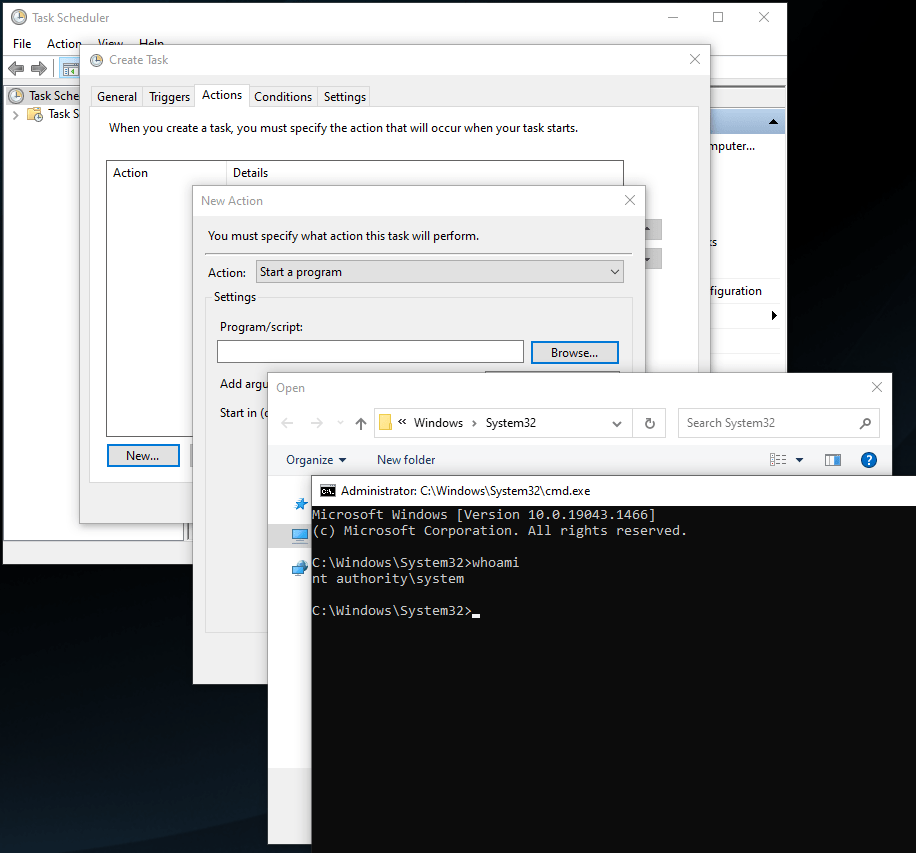 Task Scheduler
File Action View Help
Create Task
Task Sche
Task S
General Triggers Actions Conditions Settings
When you create a task, you must specify the action that will occur when your task starts.
mputer...
Action Details
New Action
You must specify what action this task will perform.
ts
Action: Start a program
figuration
Settings
Program/script:
Browse...
Add argu
Start in (o
New...
Open
« Windows › System32
Search System32
Organize New folder
?
C:\.
Administrator: C:\Windows\System32\cmd.exe
Microsoft Windows [Version 10.0.19043.1466]
(c) Microsoft Corporation. All rights reserved.
C:\Windows\System32>whoami
nt authority\system
C:\Windows\System32>_